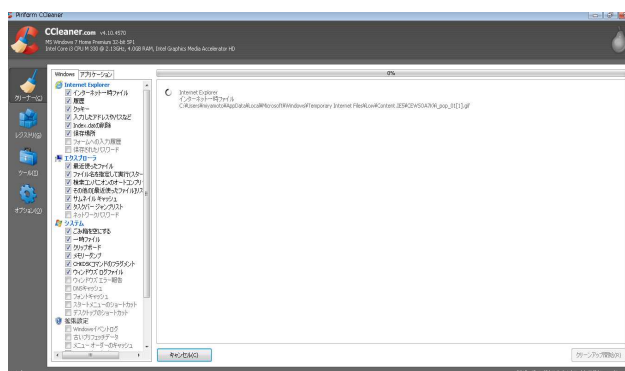 Piriform CCleaner
CCleaner.com v4.10.4570
MS Windows 7 Home Premium 32-bit SP1
Intel Core i3 CPU M 330 @ 2.13GHz, 4.0GB RAM, Intel Graphics Media Accelerator HD
クリーナー(C)
レジストリ(G)
ツール(T)
オプション(O)
Windows
アプリケーション
Internet Explorer
インターネット一時ファイル
履歴
クッキー
入力したアドレスやパスなど
Index.datの削除
保存場所
フォームへの入力履歴
保存されたパスワード
エクスプローラ
最近使ったファイル
ファイル名を指定して実行(スター
検索コンパニオンのオートコンプリ
その他の[最近使ったファイル]リス
サムネイル キャッシュ
タスクバー ジャンプリスト
ネットワークパスワード
システム
ごみ箱を空にする
一時ファイル
クリップボード
メモリーダンプ
CHKDSKコマンドのフラグメント
ウィンドウズ ログファイル
ウィンドウズ エラー報告
DNSキャッシュ
フォントキャッシュ
スタートメニューのショートカット
デスクトップのショートカット
拡張設定
Windowsイベントログ
古いプリフェッチデータ
メニューオーダーのキャッシュ
0%
Internet Explorer
インターネット一時ファイル
キャンセル(C)
クリーンアップ開始(R)